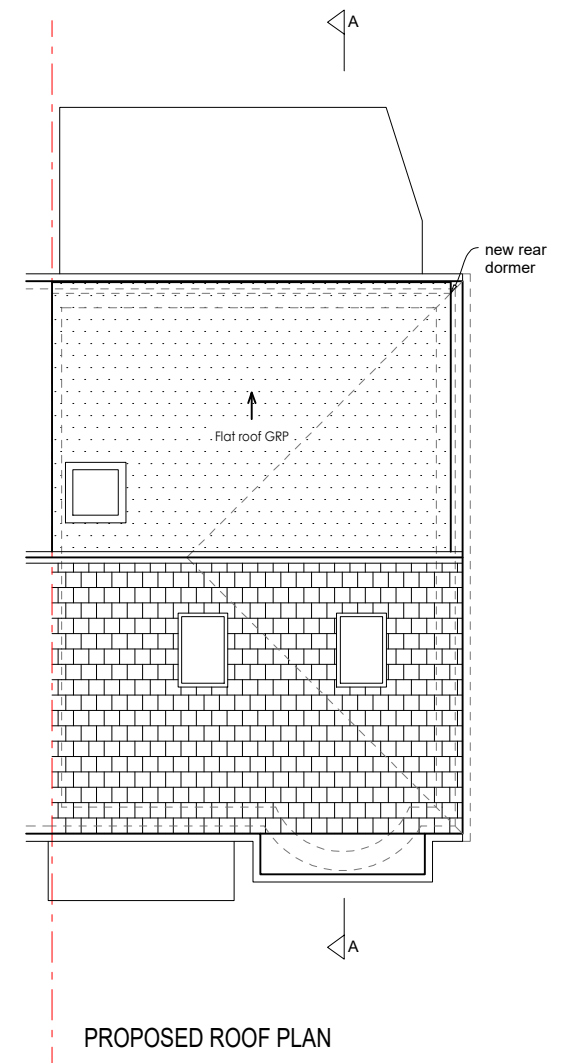 A
new rear
dormer
Flat roof GRP
A
PROPOSED ROOF PLAN